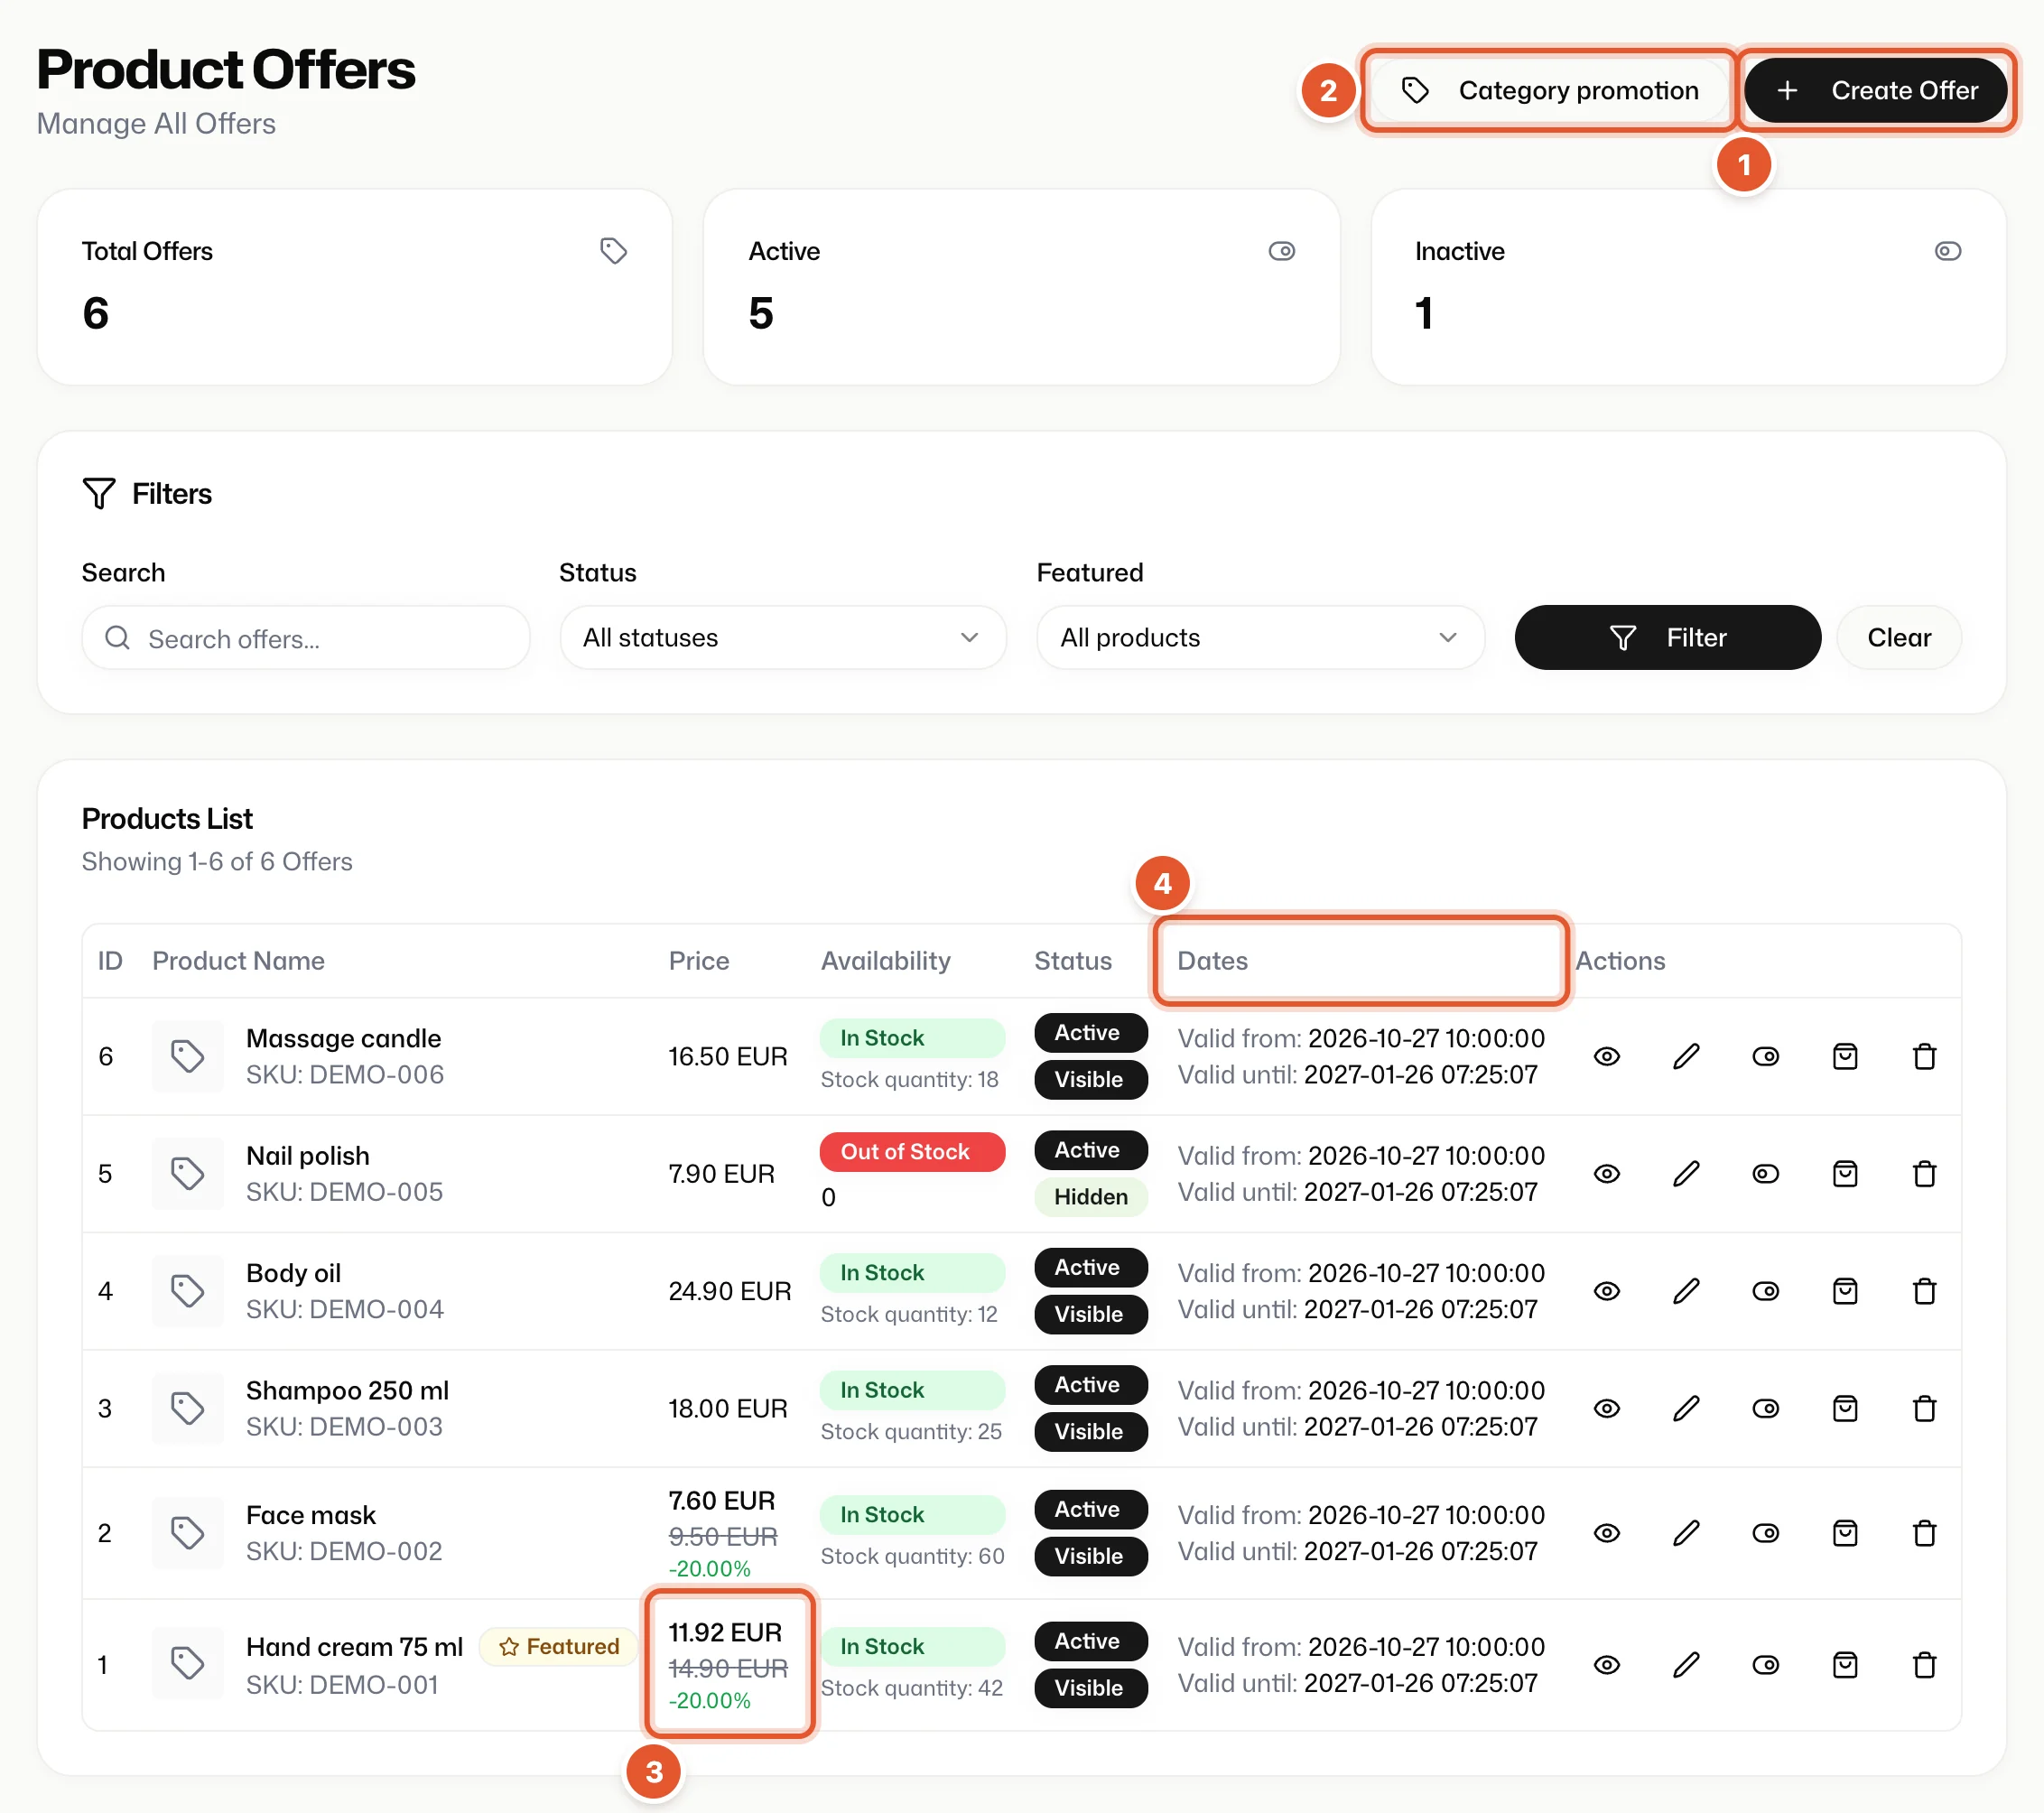 Product Offers
Manage All Offers
2
Category promotion
Create Offer
1
Total Offers
6
Active
5
Inactive
1
Filters
Search
Status
Featured
Search offers...
All statuses
All products
Filter
Clear
Products List
Showing 1-6 of 6 Offers
4
ID Product Name Price Availability Status Dates Actions
6
Massage candle
SKU: DEMO-006
16.50 EUR
In Stock
Stock quantity: 18
Active
Visible
Valid from: 2026-10-27 10:00:00
Valid until: 2027-01-26 07:25:07
5
Nail polish
SKU: DEMO-005
7.90 EUR
Out of Stock
0
Active
Hidden
Valid from: 2026-10-27 10:00:00
Valid until: 2027-01-26 07:25:07
4
Body oil
SKU: DEMO-004
24.90 EUR
In Stock
Stock quantity: 12
Active
Visible
Valid from: 2026-10-27 10:00:00
Valid until: 2027-01-26 07:25:07
3
Shampoo 250 ml
SKU: DEMO-003
18.00 EUR
In Stock
Stock quantity: 25
Active
Visible
Valid from: 2026-10-27 10:00:00
Valid until: 2027-01-26 07:25:07
2
Face mask
SKU: DEMO-002
7.60 EUR
9.50 EUR
-20.00%
In Stock
Stock quantity: 60
Active
Visible
Valid from: 2026-10-27 10:00:00
Valid until: 2027-01-26 07:25:07
1
Hand cream 75 ml
Featured
SKU: DEMO-001
11.92 EUR
14.90 EUR
-20.00%
In Stock
Stock quantity: 42
Active
Visible
Valid from: 2026-10-27 10:00:00
Valid until: 2027-01-26 07:25:07
3